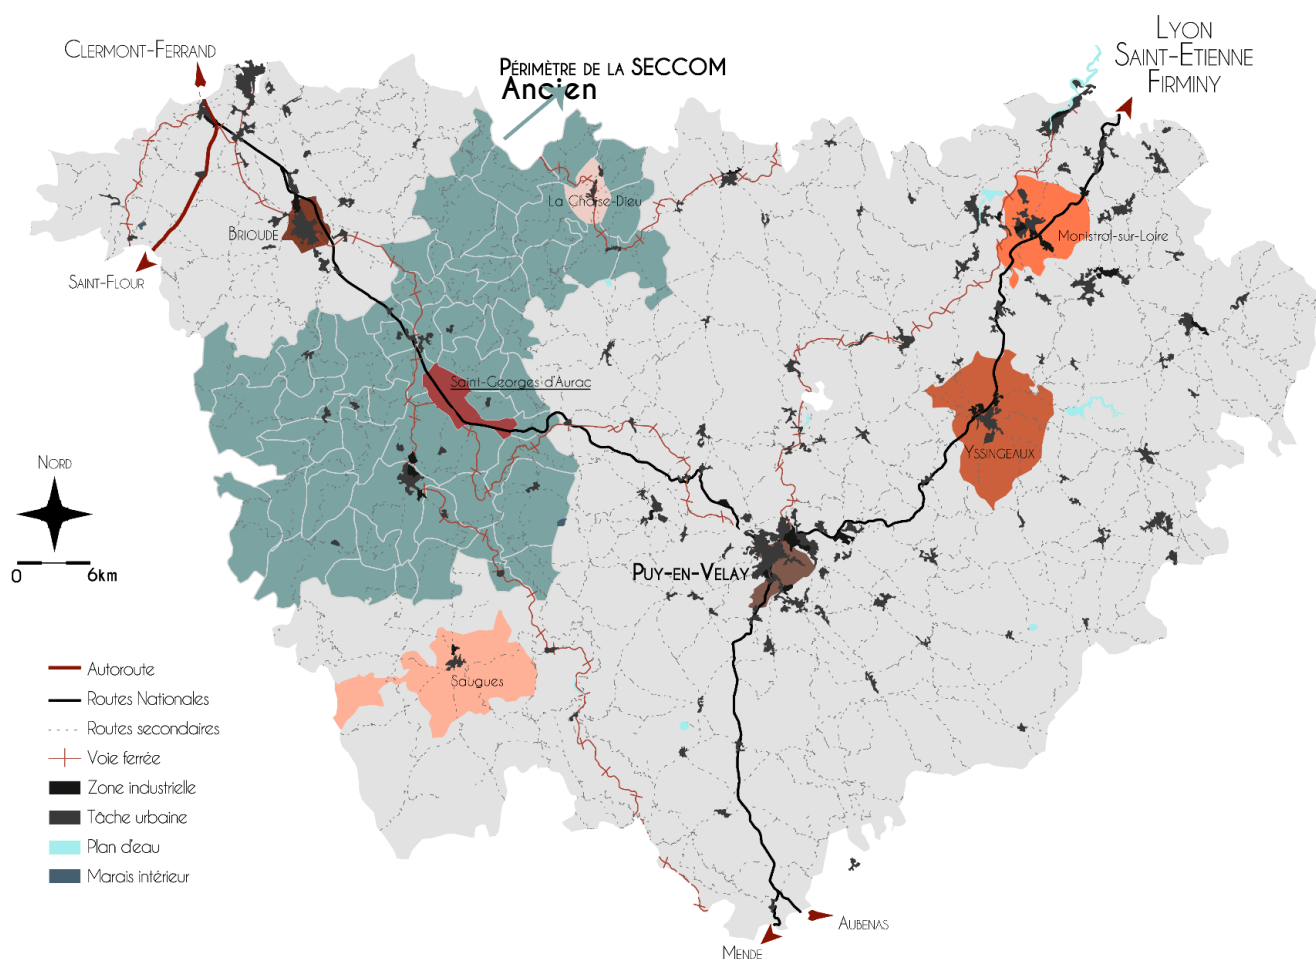 Clermont-Ferrand
Lyon
Saint-Etienne
Firminy
Périmètre de la SECCOM
Ancien
La Chaise-Dieu
Brioude
Monistrol-sur-Loire
Saint-Flour
Saint-Georges-d'Aurac
Yssingeaux
Nord
0 6km
Puy-en-Velay
Saugues
Autoroute
Routes Nationales
Routes secondaires
Voie ferrée
Zone industrielle
Tâche urbaine
Plan d'eau
Marais intérieur
Aubenas
Mende